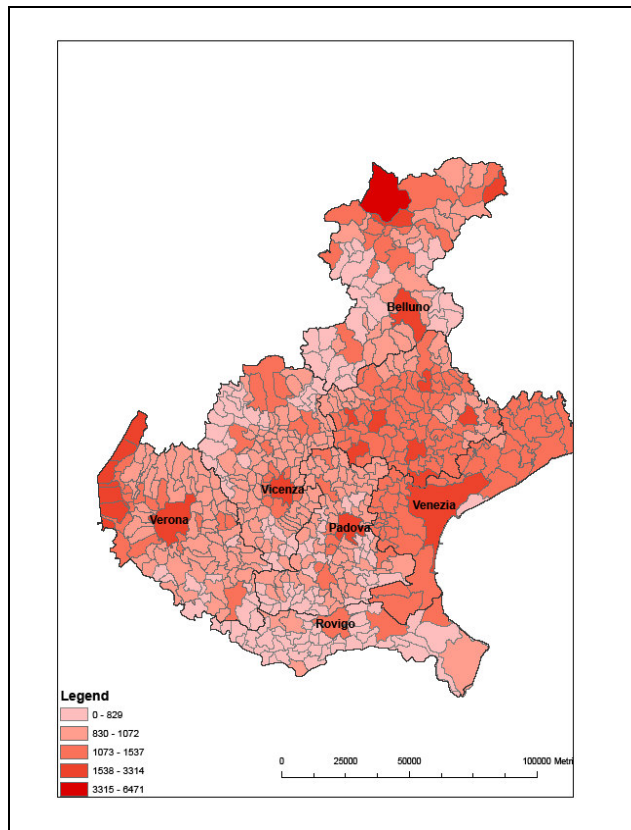 Belluno
Vicenza
Venezia
Verona
Padova
Rovigo
Legend
0 - 829
830 - 1072
1073 - 1537
1538 - 3314
3315 - 6471
0 25000 50000 100000 Metri